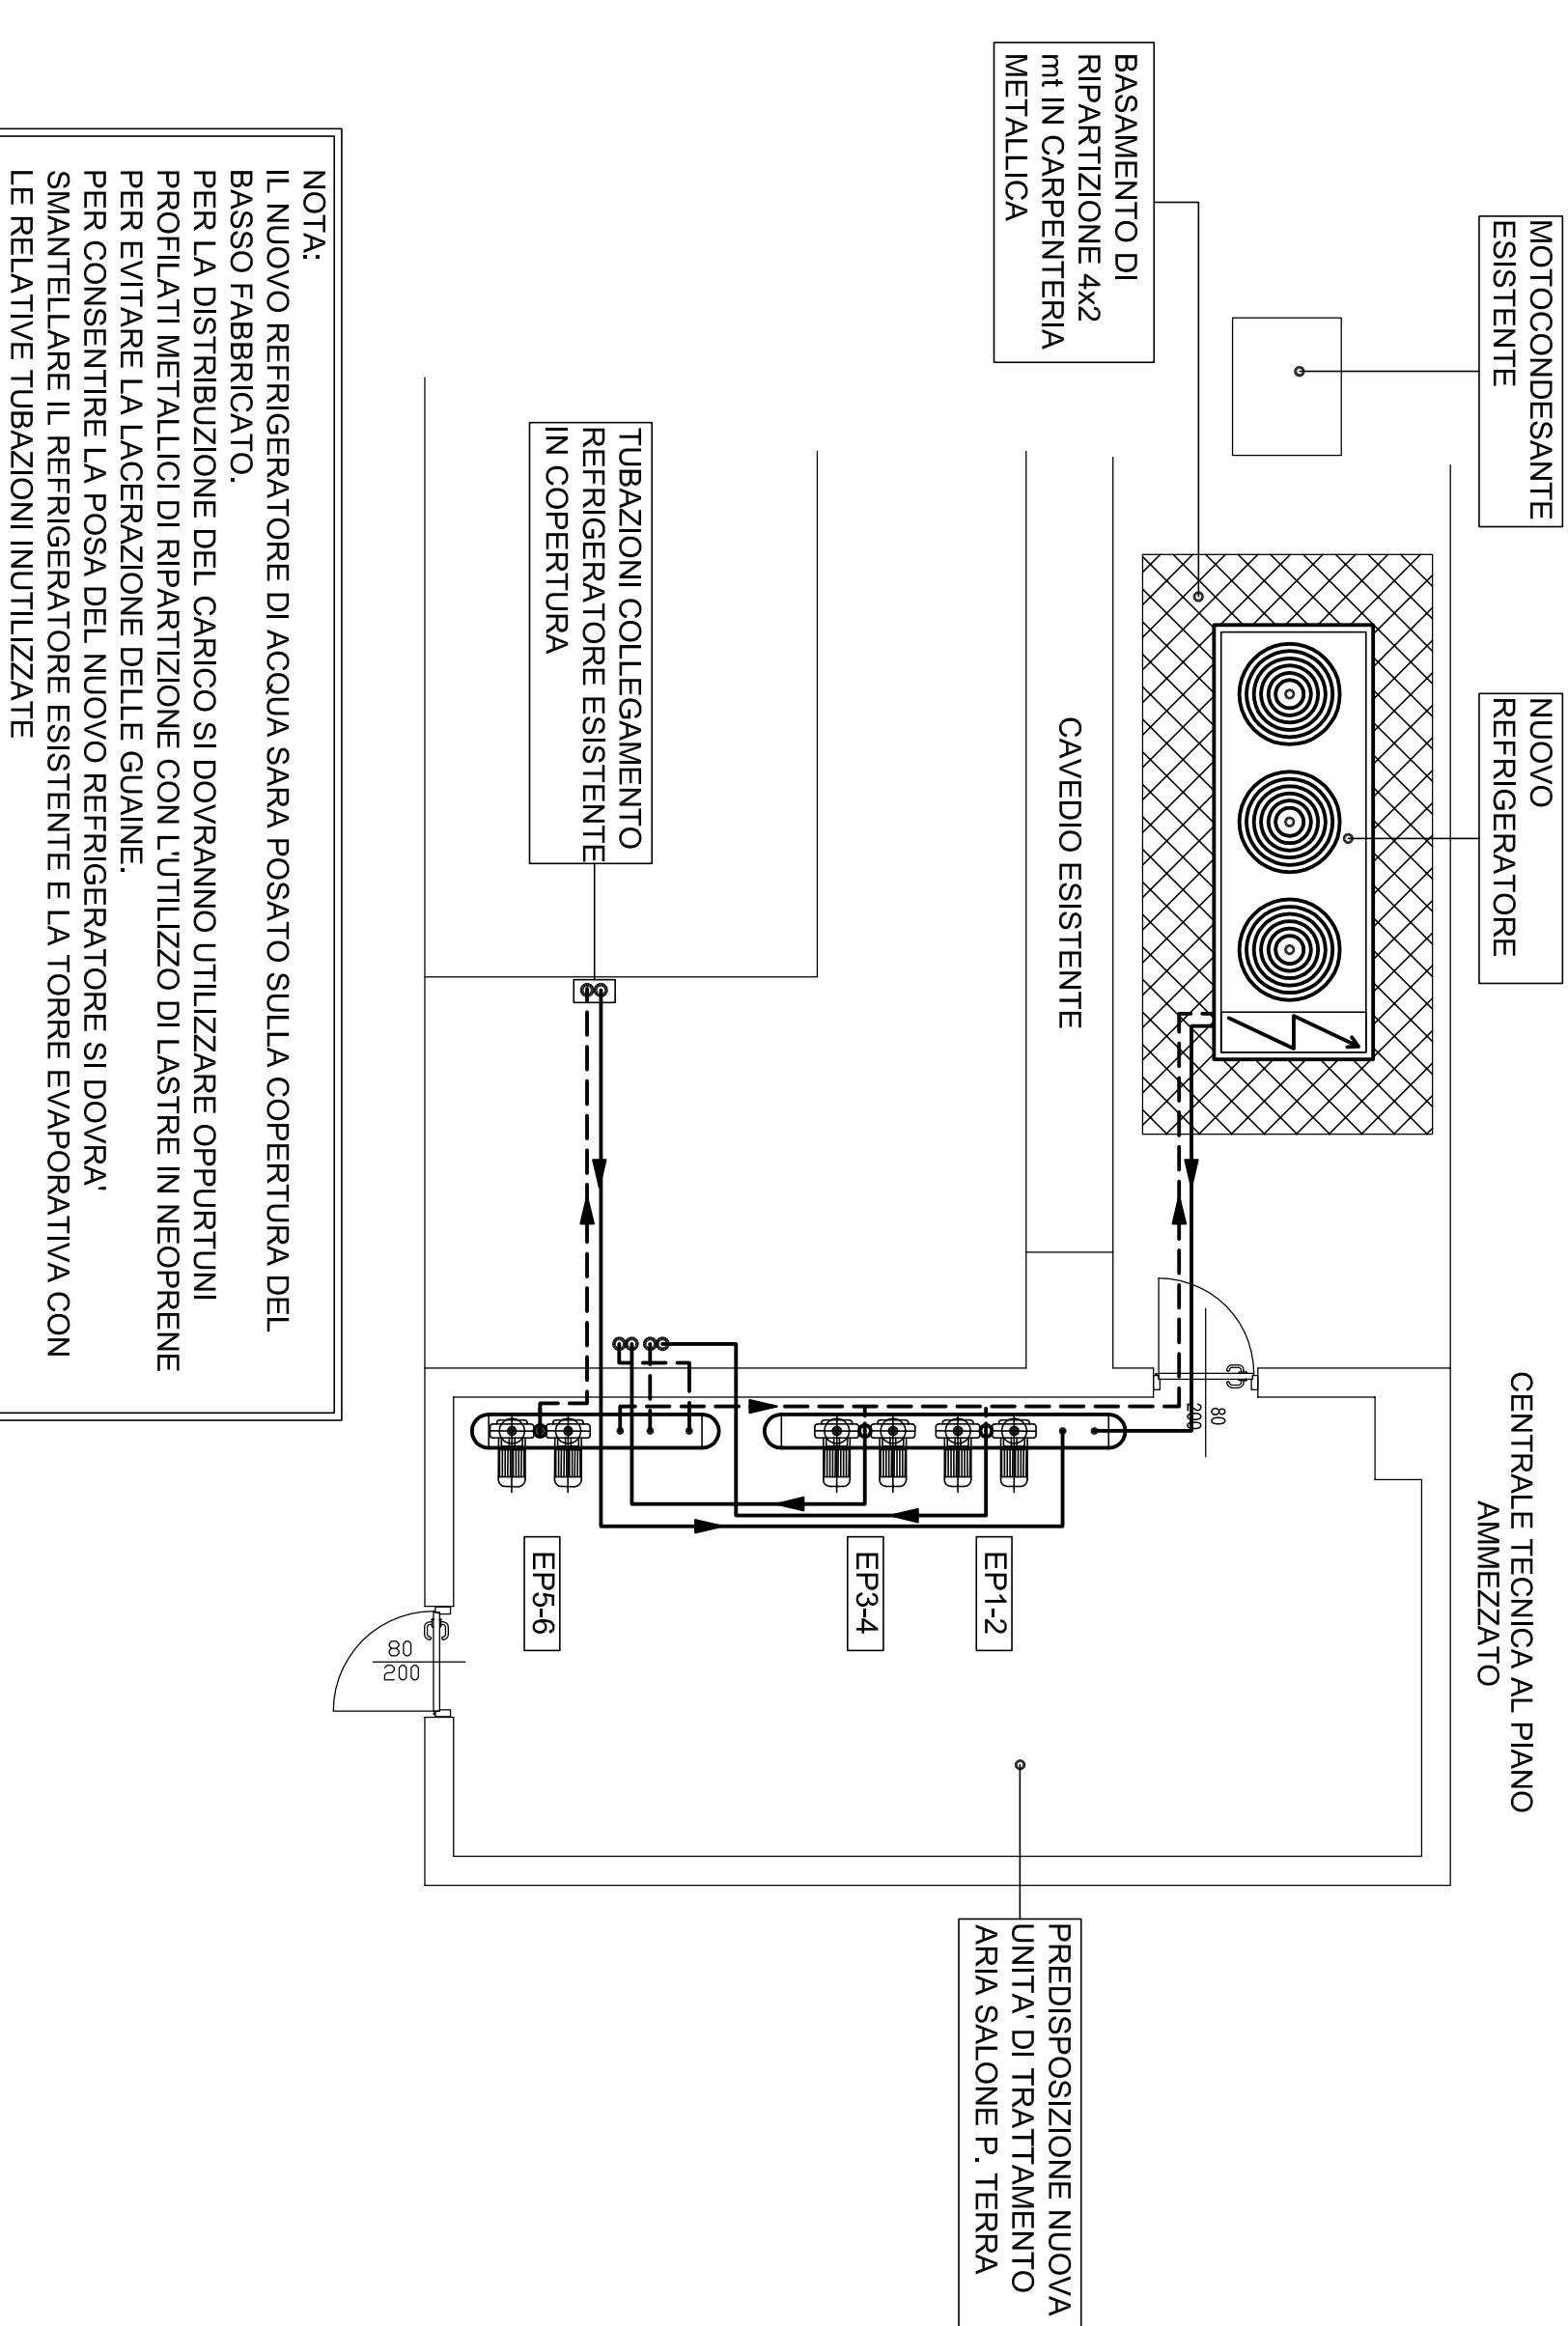 CENTRALE TECNICA AL PIANO
AMMEZZATO
MOTOCONDESANTE
ESISTENTE
NUOVO
REFRIGERATORE
BASAMENTO DI
RIPARTIZIONE 4x2
mt IN CARPENTERIA
METALLICA
CAVEDIO ESISTENTE
80
200
PREDISPOSIZIONE NUOVA
UNITA' DI TRATTAMENTO
ARIA SALONE P. TERRA
EP1-2
EP3-4
EP5-6
TUBAZIONI COLLEGAMENTO
REFRIGERATORE ESISTENTE
IN COPERTURA
80
200
NOTA:
IL NUOVO REFRIGERATORE DI ACQUA SARA POSATO SULLA COPERTURA DEL
BASSO FABBRICATO.
PER LA DISTRIBUZIONE DEL CARICO SI DOVRANNO UTILIZZARE OPPURTUNI
PROFILATI METALLICI DI RIPARTIZIONE CON L'UTILIZZO DI LASTRE IN NEOPRENE
PER EVITARE LA LACERAZIONE DELLE GUAINE.
PER CONSENTIRE LA POSA DEL NUOVO REFRIGERATORE SI DOVRA'
SMANTELLARE IL REFRIGERATORE ESISTENTE E LA TORRE EVAPORATIVA CON
LE RELATIVE TUBAZIONI INUTILIZZATE